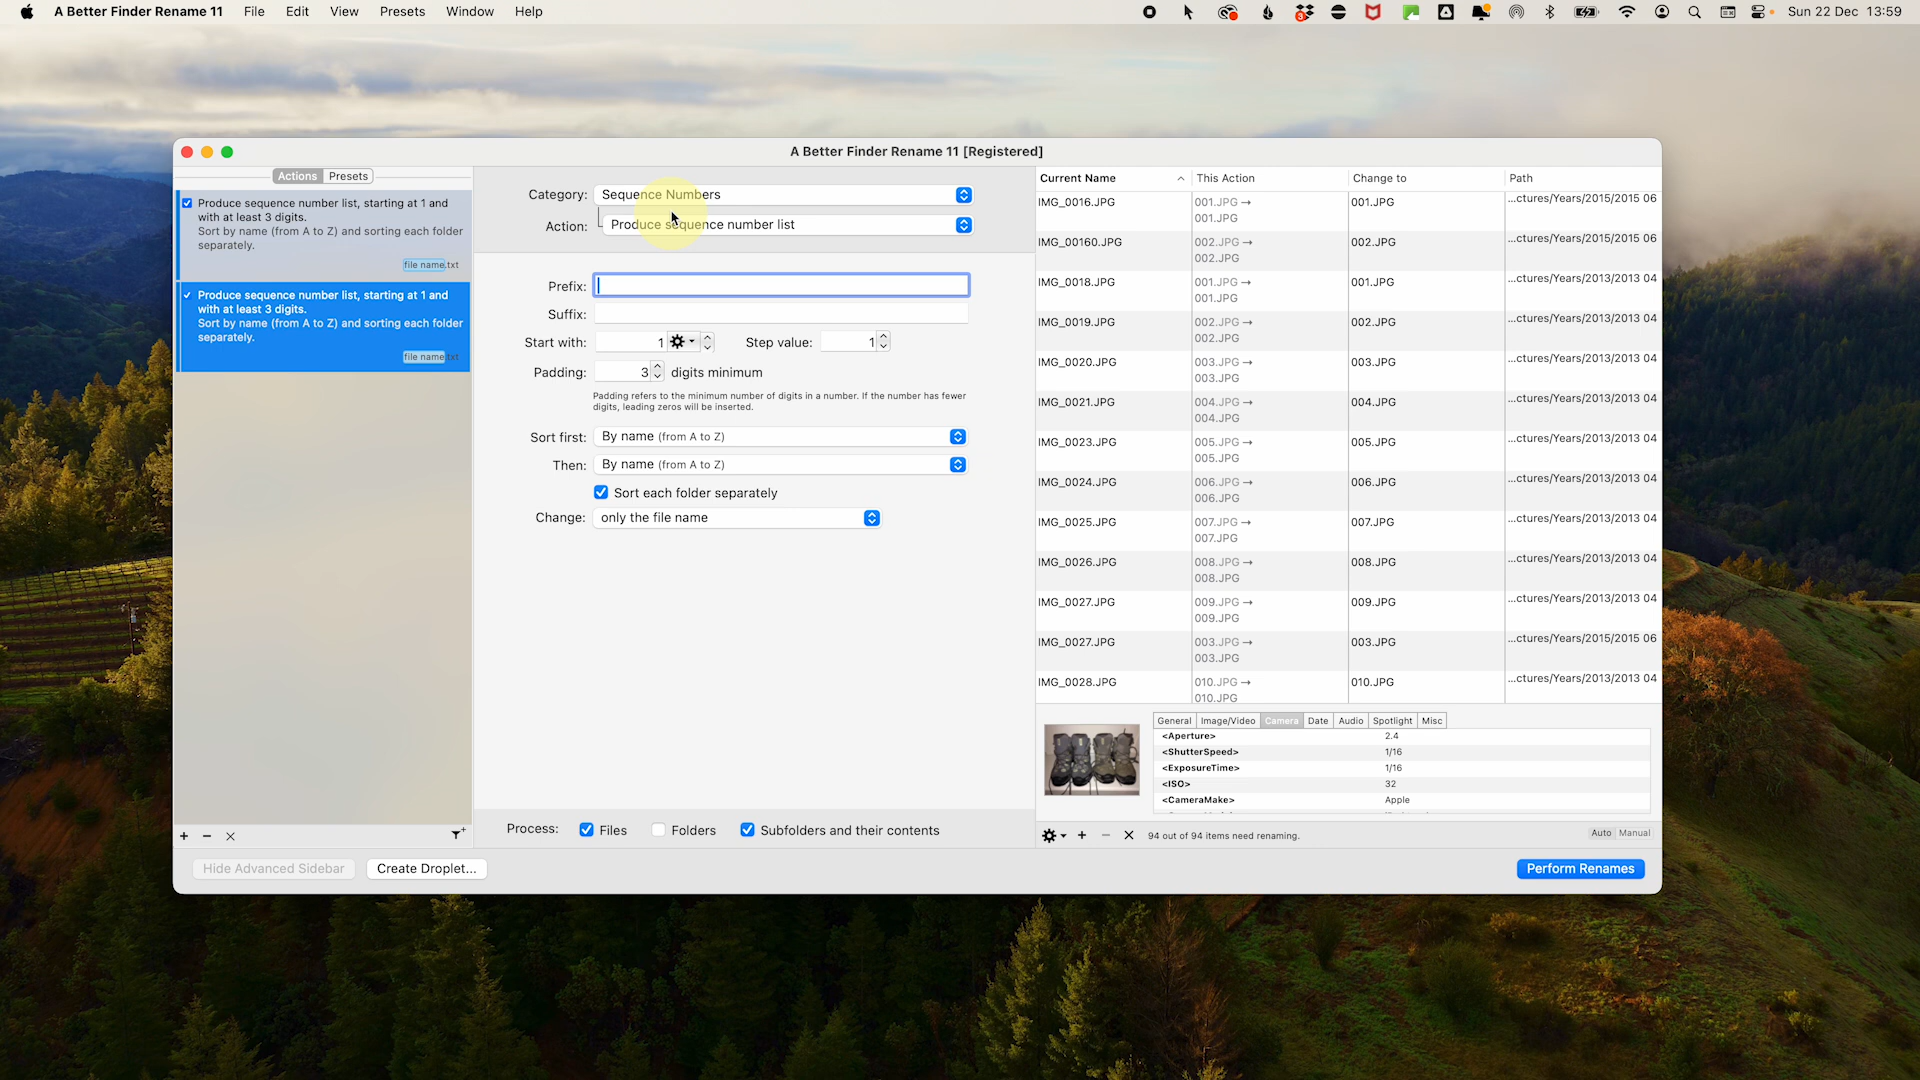 A Better Finder Rename 11 File Edit View Presets Window Help
3
Sun 22 Dec 13:59
A Better Finder Rename 11 [Registered]
Actions Presets
Produce sequence number list, starting at 1 and
with at least 3 digits.
Sort by name (from A to Z) and sorting each folder
separately.
file name.txt
Produce sequence number list, starting at 1 and
with at least 3 digits.
Sort by name (from A to Z) and sorting each folder
separately.
file name.txt
Category: Sequence Numbers
Action: Produce sequence number list
Prefix:
Suffix:
Start with: 1 Step value: 1
Padding: 3 digits minimum
Padding refers to the minimum number of digits in a number. If the number has fewer
digits, leading zeros will be inserted.
Sort first: By name (from A to Z)
Then: By name (from A to Z)
Sort each folder separately
Change: only the file name
Process: Files Folders Subfolders and their contents
Current Name This Action Change to Path
IMG_0016.JPG 001.JPG → 001.JPG ...ctures/Years/2015/2015 06
001.JPG
IMG_00160.JPG 002.JPG → 002.JPG ...ctures/Years/2015/2015 06
002.JPG
IMG_0018.JPG 001.JPG → 001.JPG ...ctures/Years/2013/2013 04
001.JPG
IMG_0019.JPG 002.JPG → 002.JPG ...ctures/Years/2013/2013 04
002.JPG
IMG_0020.JPG 003.JPG → 003.JPG ...ctures/Years/2013/2013 04
003.JPG
IMG_0021.JPG 004.JPG → 004.JPG ...ctures/Years/2013/2013 04
004.JPG
IMG_0023.JPG 005.JPG → 005.JPG ...ctures/Years/2013/2013 04
005.JPG
IMG_0024.JPG 006.JPG → 006.JPG ...ctures/Years/2013/2013 04
006.JPG
IMG_0025.JPG 007.JPG → 007.JPG ...ctures/Years/2013/2013 04
007.JPG
IMG_0026.JPG 008.JPG → 008.JPG ...ctures/Years/2013/2013 04
008.JPG
IMG_0027.JPG 009.JPG → 009.JPG ...ctures/Years/2013/2013 04
009.JPG
IMG_0027.JPG 003.JPG → 003.JPG ...ctures/Years/2015/2015 06
003.JPG
IMG_0028.JPG 010.JPG → 010.JPG ...ctures/Years/2013/2013 04
010.JPG
General Image/Video Camera Date Audio Spotlight Misc
<Aperture> 2.4
<ShutterSpeed> 1/16
<ExposureTime> 1/16
<ISO> 32
<CameraMake> Apple
94 out of 94 items need renaming. Auto Manual
Hide Advanced Sidebar Create Droplet... Perform Renames